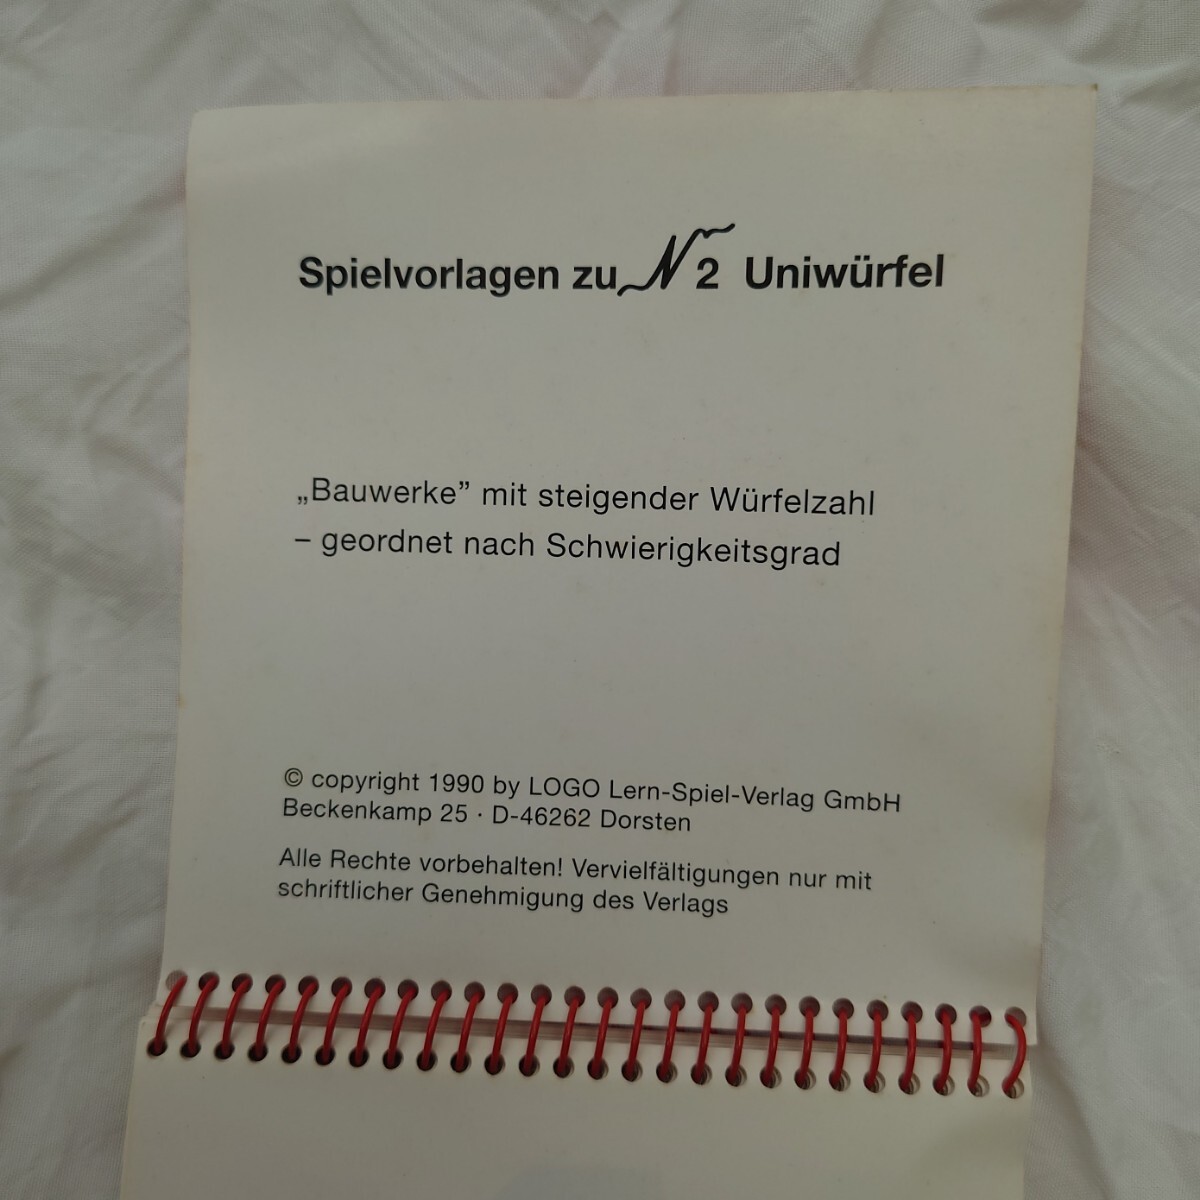 Spielvorlagen zu N 2 Uniwürfel
„Bauwerke” mit steigender Würfelzahl
– geordnet nach Schwierigkeitsgrad
© copyright 1990 by LOGO Lern-Spiel-Verlag GmbH
Beckenkamp 25 · D-46262 Dorsten
Alle Rechte vorbehalten! Vervielfältigungen nur mit
schriftlicher Genehmigung des Verlags